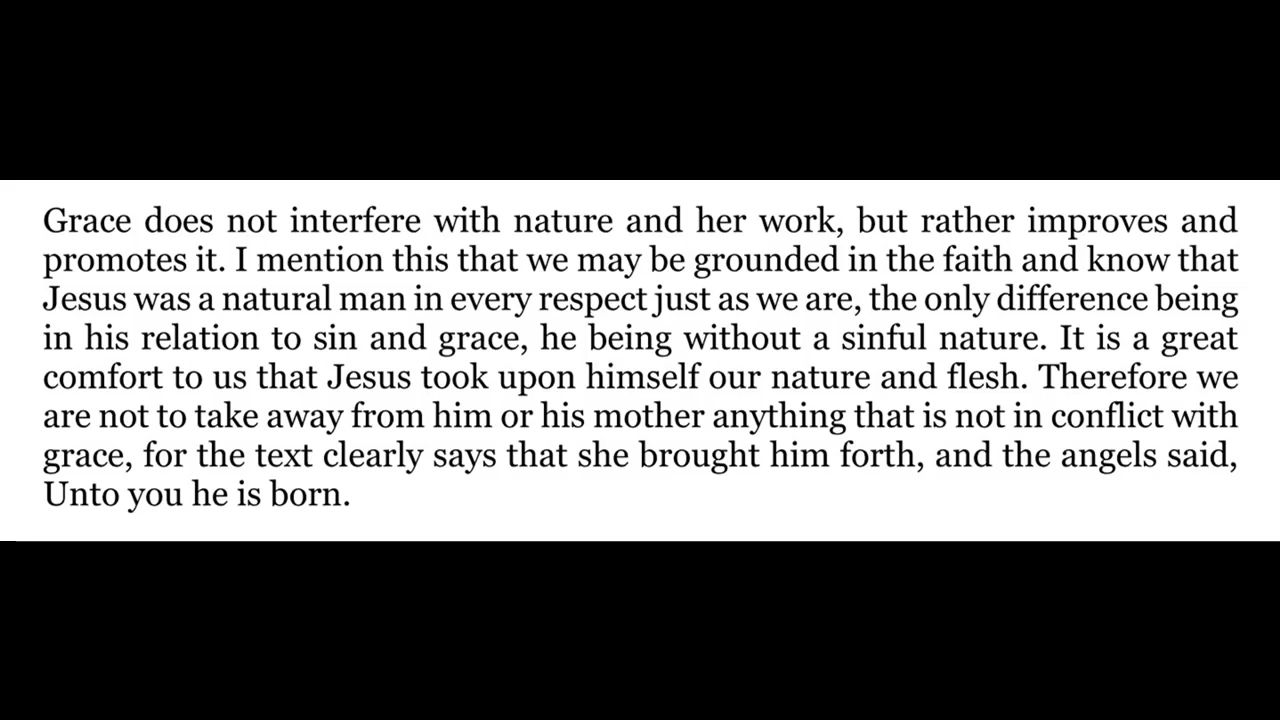 Grace does not interfere with nature and her work, but rather improves and
promotes it. I mention this that we may be grounded in the faith and know that
Jesus was a natural man in every respect just as we are, the only difference being
in his relation to sin and grace, he being without a sinful nature. It is a great
comfort to us that Jesus took upon himself our nature and flesh. Therefore we
are not to take away from him or his mother anything that is not in conflict with
grace, for the text clearly says that she brought him forth, and the angels said,
Unto you he is born.